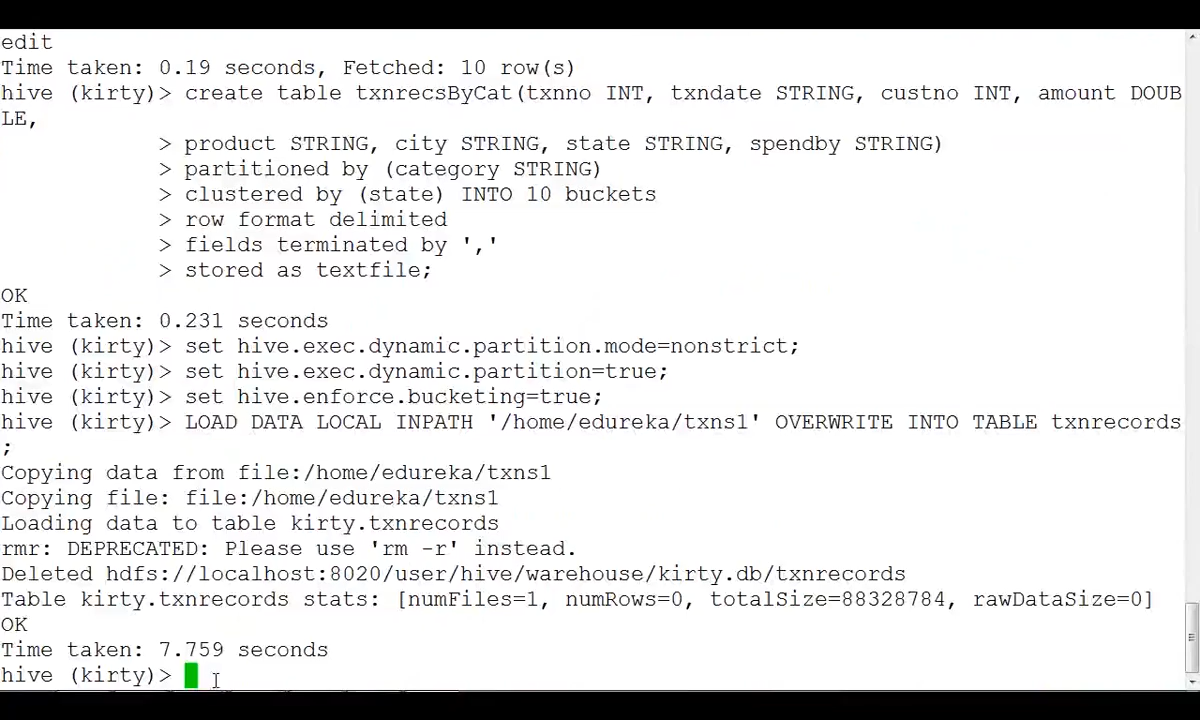 edit
Time taken: 0.19 seconds, Fetched: 10 row(s)
hive (kirty)> create table txnrecsByCat(txnno INT, txndate STRING, custno INT, amount DOUB
LE,
> product STRING, city STRING, state STRING, spendby STRING)
> partitioned by (category STRING)
> clustered by (state) INTO 10 buckets
> row format delimited
> fields terminated by ','
> stored as textfile;
OK
Time taken: 0.231 seconds
hive (kirty)> set hive.exec.dynamic.partition.mode=nonstrict;
hive (kirty)> set hive.exec.dynamic.partition=true;
hive (kirty)> set hive.enforce.bucketing=true;
hive (kirty)> LOAD DATA LOCAL INPATH '/home/edureka/txns1' OVERWRITE INTO TABLE txnrecords
;
Copying data from file:/home/edureka/txns1
Copying file: file:/home/edureka/txns1
Loading data to table kirty.txnrecords
rmr: DEPRECATED: Please use 'rm -r' instead.
Deleted hdfs://localhost:8020/user/hive/warehouse/kirty.db/txnrecords
Table kirty.txnrecords stats: [numFiles=1, numRows=0, totalSize=88328784, rawDataSize=0]
OK
Time taken: 7.759 seconds
hive (kirty)>